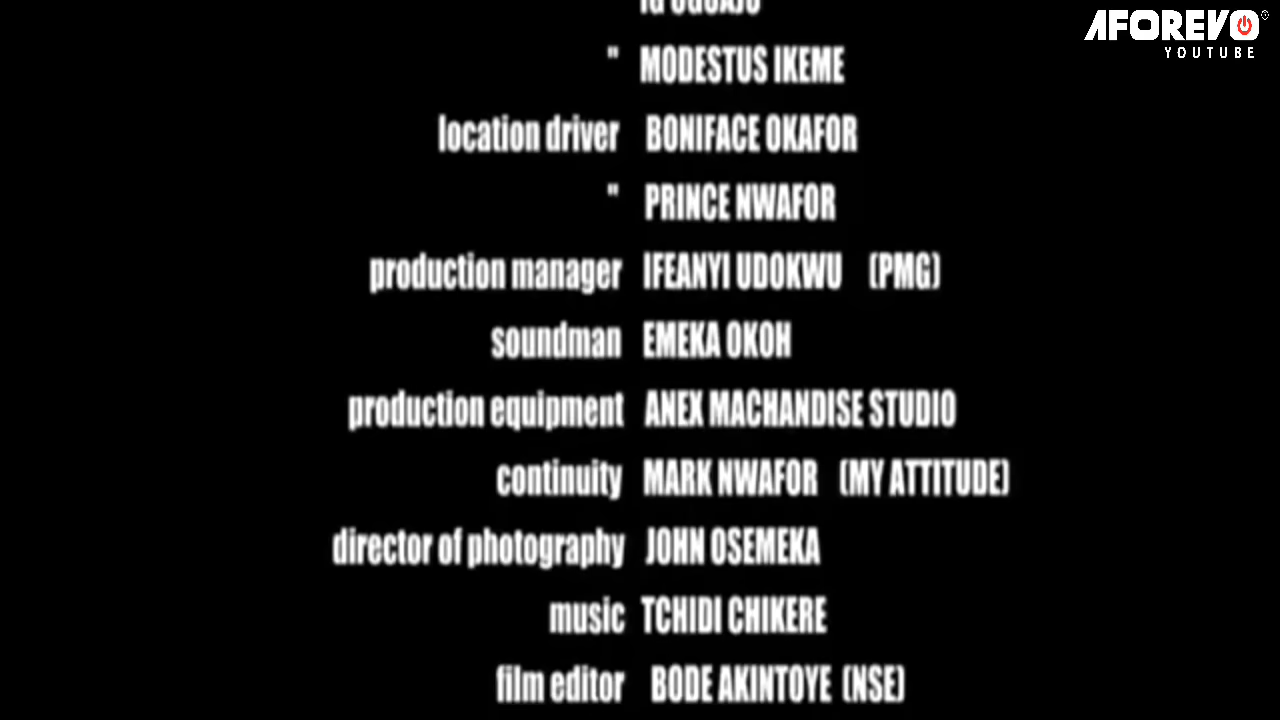 AFOREVO
YOUTUBE
" MODESTUS IKEME
location driver BONIFACE OKAFOR
" PRINCE NWAFOR
production manager IFEANYI UDOKWU (PMG)
soundman EMEKA OKOH
production equipment ANEX MACHANDISE STUDIO
continuity MARK NWAFOR (MY ATTITUDE)
director of photography JOHN OSEMEKA
music TCHIDI CHIKERE
film editor BODE AKINTOYE (NSE)